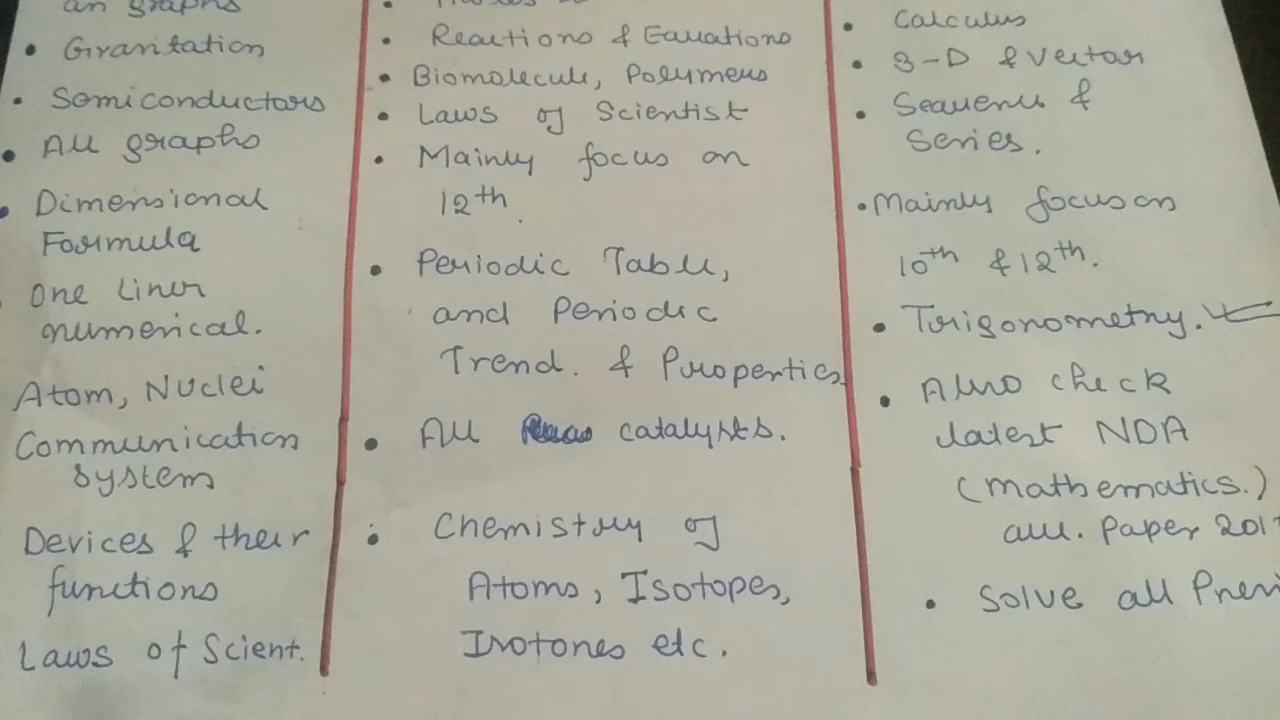 an graphs
• Gravitation
• Semiconductors
• All graphs
• Dimensional
Formula
One Liner
numerical.
Atom, Nuclei
Communication
System
Devices & their
functions
Laws of Scient.
• Reactions & Equations
• Biomolecule, Polymers
• Laws of Scientist
• Mainly focus on
12th.
• Periodic Table,
and Periodic
Trend. & Properties
• All catalysts.
• Chemistry of
Atoms, Isotopes,
Isotones etc.
• Calculus
• 3-D & Vector
• Sequence &
Series.
• Mainly focus on
10th & 12th.
• Trigonometry.
• Also check
latest NDA
(mathematics.)
all. Paper 201
• Solve all